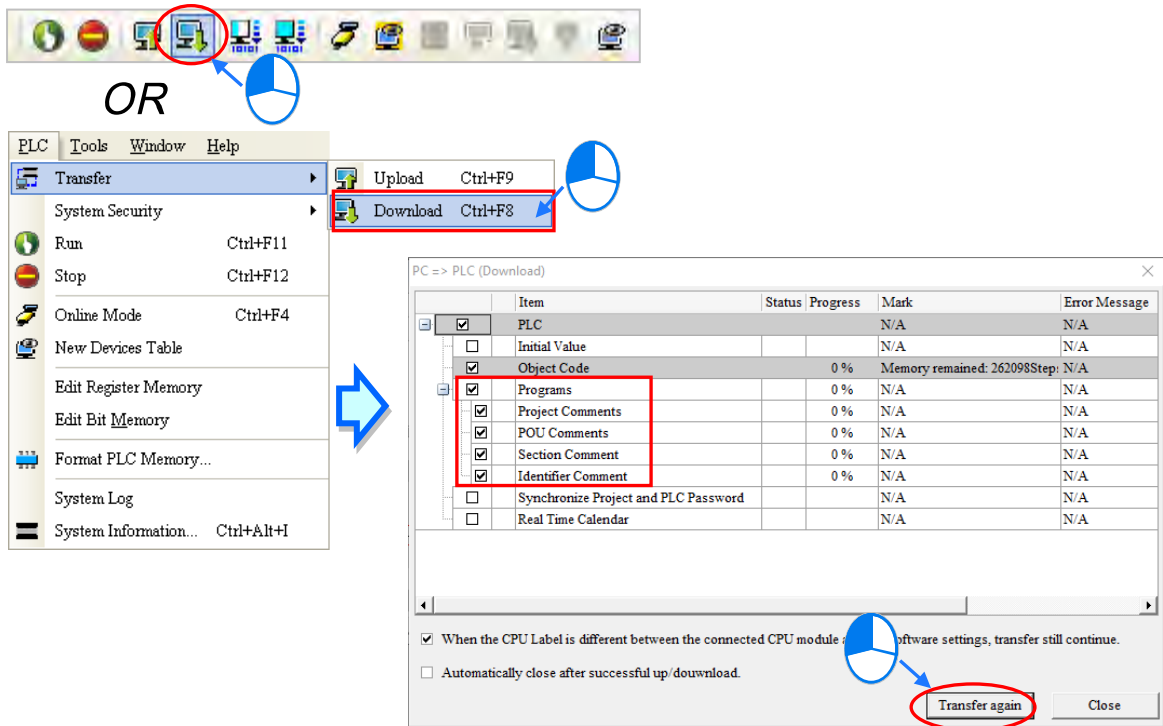 OR
PLC Tools Window Help
Transfer
Upload Ctrl+F9
System Security
Download Ctrl+F8
Run Ctrl+F11
Stop Ctrl+F12
Online Mode Ctrl+F4
New Devices Table
Edit Register Memory
Edit Bit Memory
Format PLC Memory...
System Log
System Information... Ctrl+Alt+I
PC => PLC (Download)
Item Status Progress Mark Error Message
PLC N/A N/A
Initial Value N/A N/A
Object Code 0 % Memory remained: 262098Step: N/A
Programs 0 % N/A N/A
Project Comments 0 % N/A N/A
POU Comments 0 % N/A N/A
Section Comment 0 % N/A N/A
Identifier Comment 0 % N/A N/A
Synchronize Project and PLC Password N/A N/A
Real Time Calendar N/A N/A
When the CPU Label is different between the connected CPU module settings, transfer still continue.
Automatically close after successful up/douwnload.
Transfer again Close